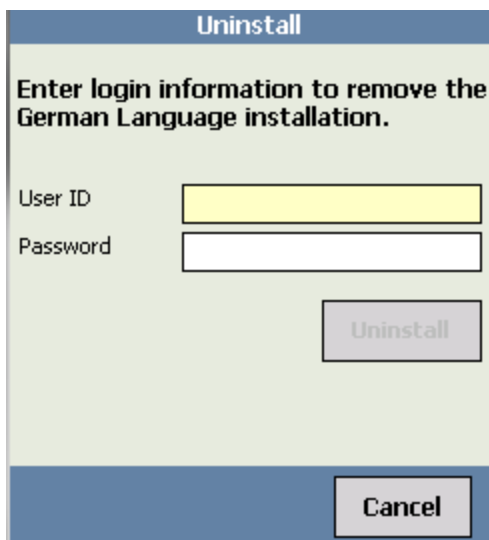 Uninstall
Enter login information to remove the
German Language installation.
User ID
Password
Uninstall
Cancel